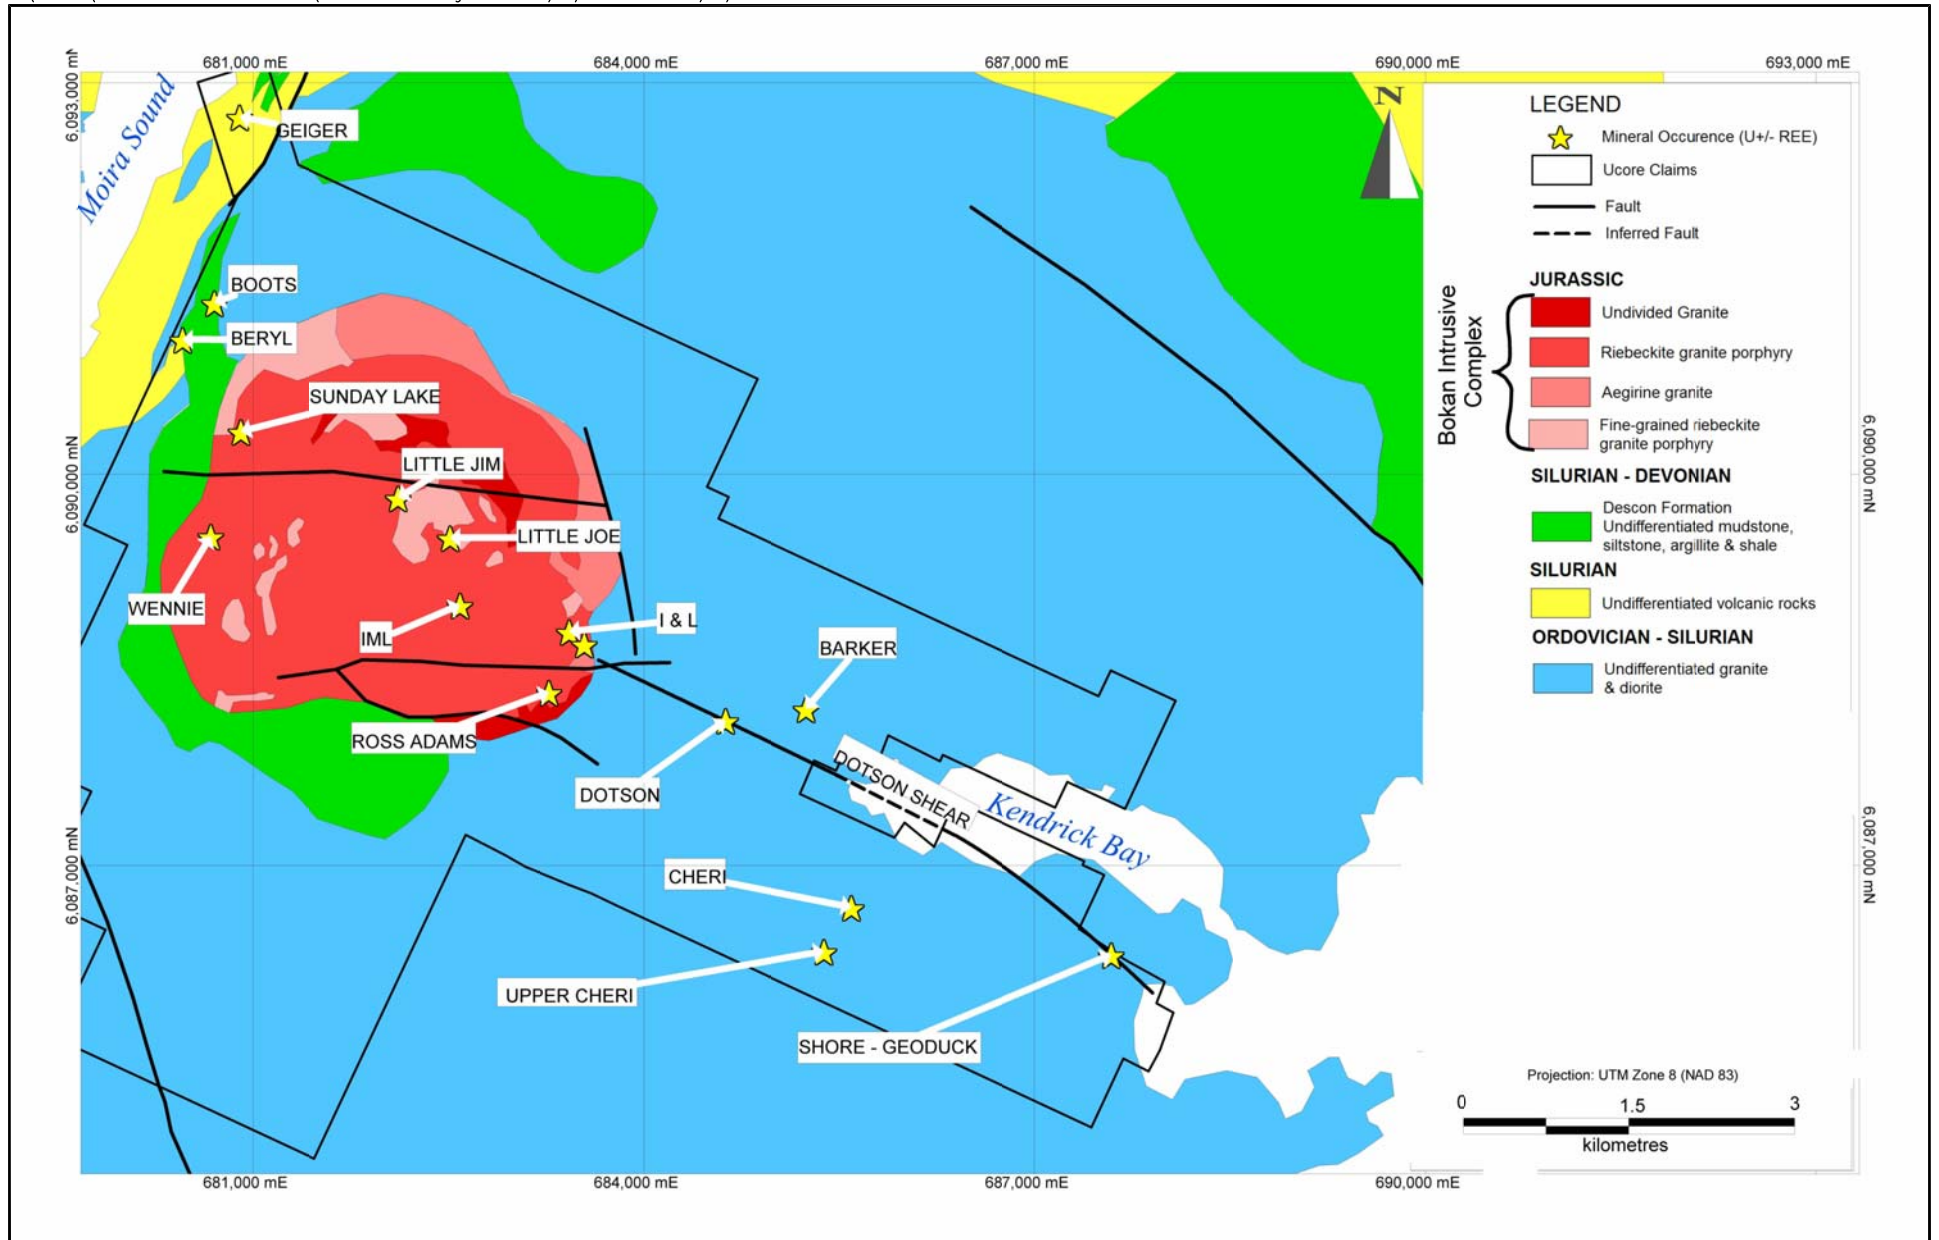 681,000 mE
684,000 mE
687,000 mE
690,000 mE
693,000 mE
6,093,000 mN
Moira Sound
GEIGER
N
BOOTS
BERYL
SUNDAY LAKE
LITTLE JIM
6,090,000 mN
LITTLE JOE
WENNIE
IML
I & L
BARKER
ROSS ADAMS
DOTSON
DOTSON SHEAR
Kendrick Bay
6,087,000 mN
CHERI
UPPER CHERI
SHORE - GEODUCK
LEGEND
Mineral Occurence (U+/- REE)
Ucore Claims
Fault
Inferred Fault
Bokan Intrusive
Complex
JURASSIC
Undivided Granite
Riebeckite granite porphyry
Aegirine granite
Fine-grained riebeckite
granite porphyry
SILURIAN - DEVONIAN
Descon Formation
Undifferentiated mudstone,
siltstone, argillite & shale
SILURIAN
Undifferentiated volcanic rocks
ORDOVICIAN - SILURIAN
Undifferentiated granite
& diorite
6,090,000 mN
6,087,000 mN
Projection: UTM Zone 8 (NAD 83)
0 1.5 3
kilometres
681,000 mE
684,000 mE
687,000 mE
690,000 mE